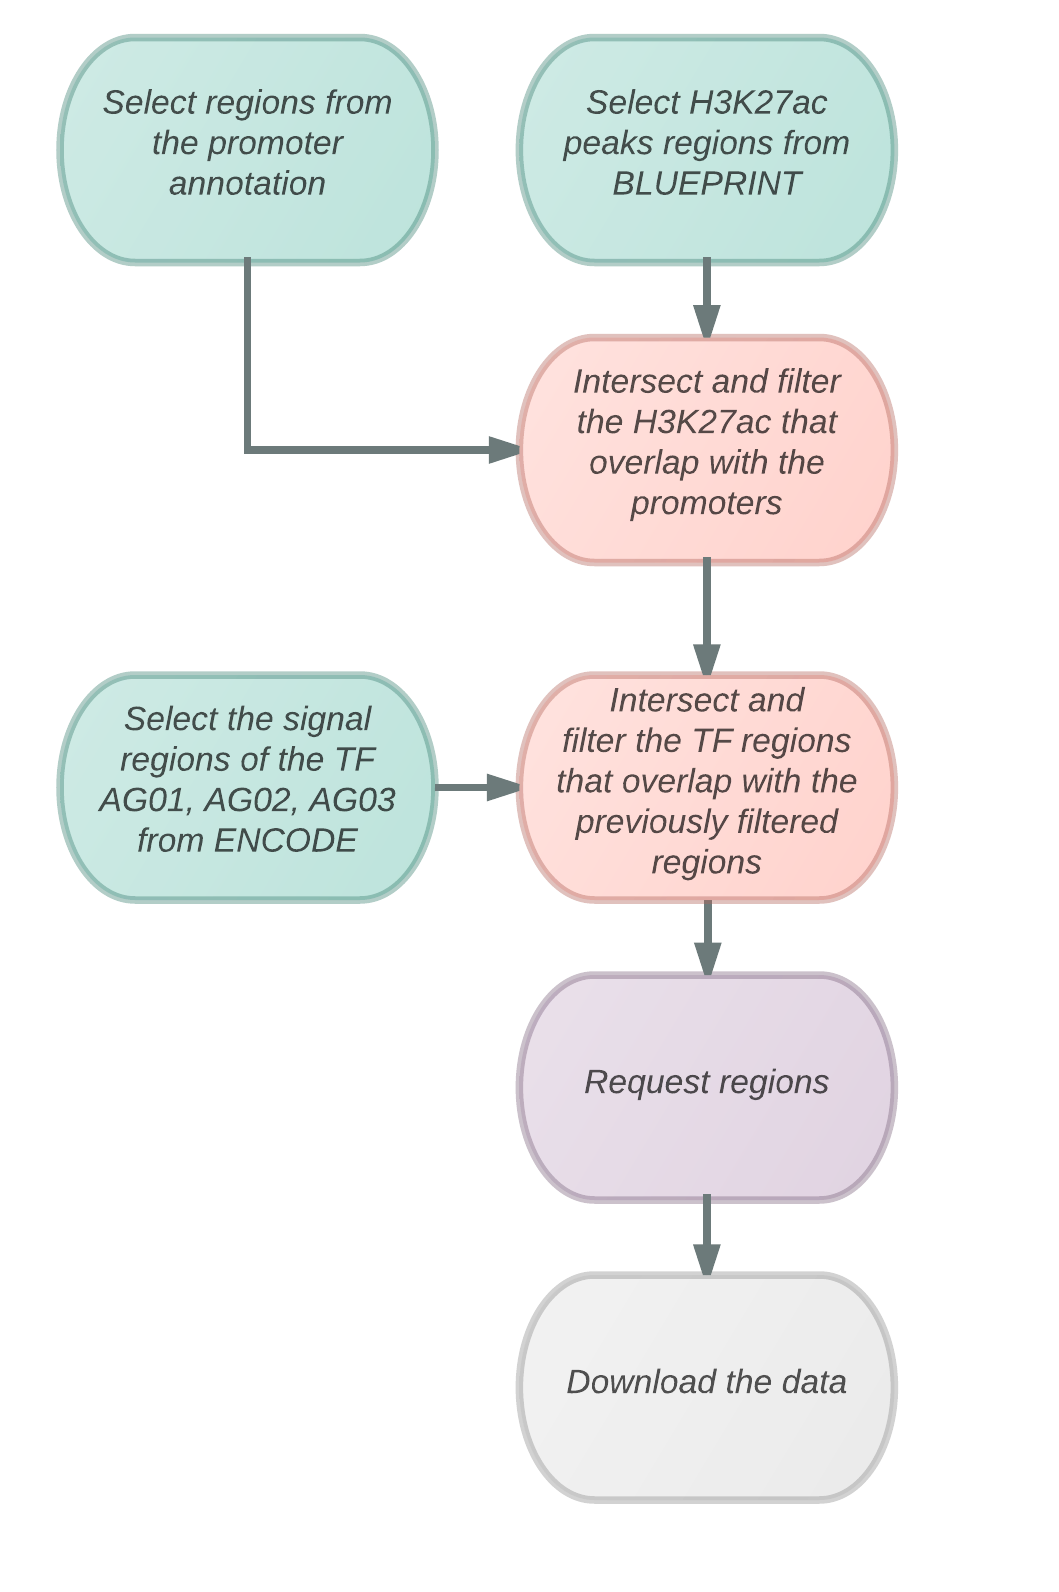 Select regions from
the promoter
annotation
Select H3K27ac
peaks regions from
BLUEPRINT
Intersect and filter
the H3K27ac that
overlap with the
promoters
Select the signal
regions of the TF
AG01, AG02, AG03
from ENCODE
Intersect and
filter the TF regions
that overlap with the
previously filtered
regions
Request regions
Download the data